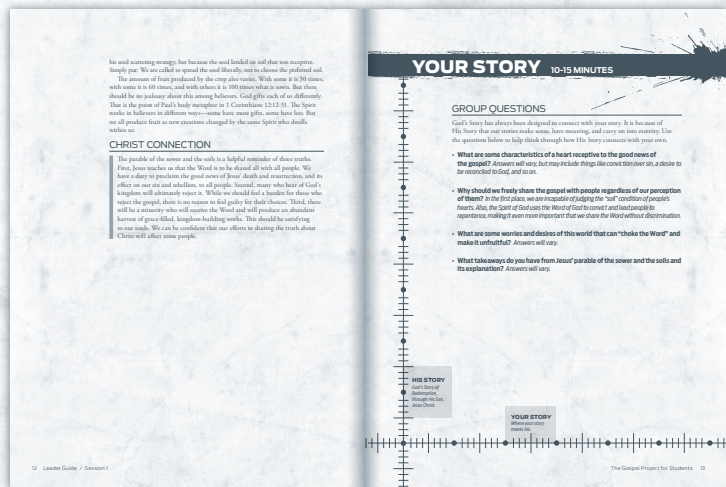 his seed scattering strategy, but because the seed landed on soil that was receptive.
Simply put: We are called to spread the seed liberally, not to choose the preferred soil.
The amount of fruit produced by the crop also varies. With some it is 30 times,
with some it is 60 times, and with others it is 100 times what is sown. But there
should be no jealousy about this among believers. God gifts each of us differently.
That is the point of Paul's body metaphor in 1 Corinthians 12:12-31. The Spirit
works in believers in different ways—some have more gifts, some have less. But
we all produce fruit as new creations changed by the same Spirit who dwells
within us.
CHRIST CONNECTION
The parable of the sower and the soils is a helpful reminder of three truths.
First, Jesus teaches us that the Word is to be shared with all people. We
have a duty to proclaim the good news of Jesus' death and resurrection, and its
effect on our sin and rebellion, to all people. Second, many who hear of God's
kingdom will ultimately reject it. While we should feel a burden for those who
reject the gospel, there is no reason to feel guilty for their choices. Third, there
will be a minority who will receive the Word and will produce an abundant
harvest of grace-filled, kingdom-building works. This should be satisfying
to our souls. We can be confident that our efforts in sharing the truth about
Christ will affect some people.
12 Leader Guide / Session 1
YOUR STORY 10-15 MINUTES
GROUP QUESTIONS
God's Story has always been designed to connect with your story. It is because of
His Story that our stories make sense, have meaning, and carry on into eternity. Use
the questions below to help think through how His Story connects with your own.
• What are some characteristics of a heart receptive to the good news of
the gospel? Answers will vary, but may include things like conviction over sin, a desire to
be reconciled to God, and so on.
• Why should we freely share the gospel with people regardless of our perception
of them? In the first place, we are incapable of judging the "soil" condition of people's
hearts. Also, the Spirit of God uses the Word of God to convict and lead people to
repentance, making it even more important that we share the Word without discrimination.
• What are some worries and desires of this world that can "choke the Word" and
make it unfruitful? Answers will vary.
• What takeaways do you have from Jesus' parable of the sower and the soils and
its explanation? Answers will vary.
HIS STORY
God's Story of
Redemption,
through His Son,
Jesus Christ.
YOUR STORY
Where your story
meets His.
The Gospel Project for Students 13